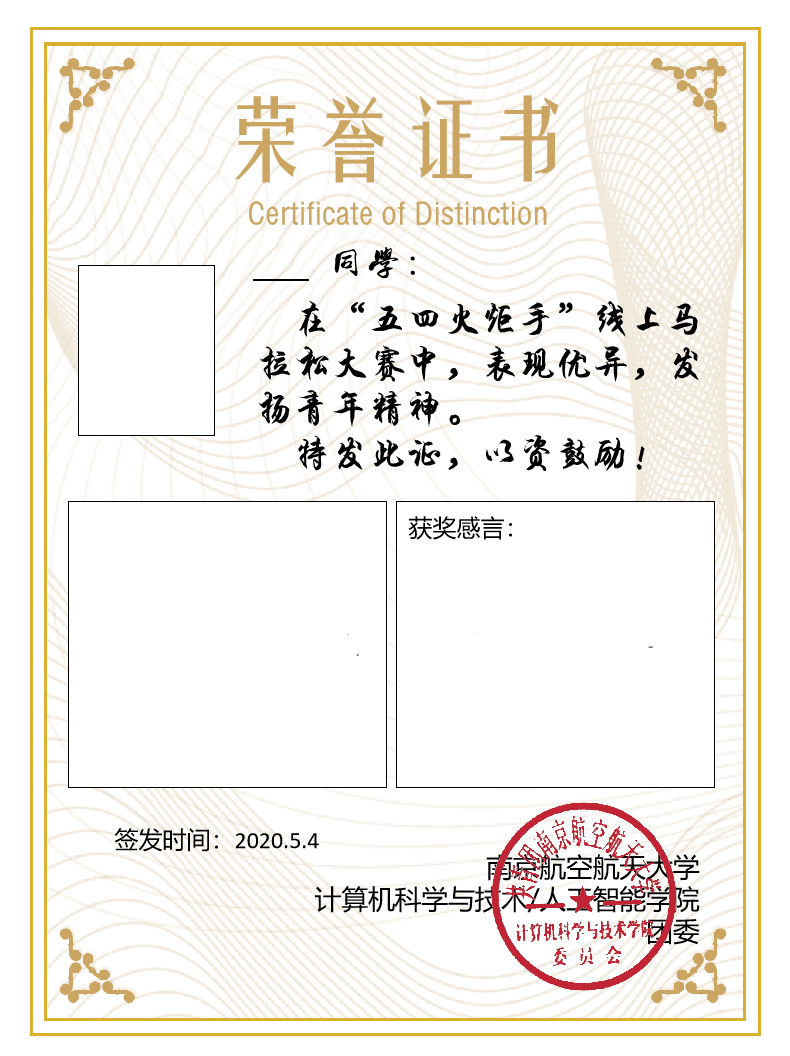 荣誉证书
Certificate of Distinction
____ 同學：
在“五四火炬手”线上马
拉松大赛中，表现优异，发
扬青年精神。
特发此证，以资鼓励！
获奖感言：
签发时间：2020.5.4
南京航空航天大学
计算机科学与技术/人工智能学院
团委
共青团南京航空航天大学
计算机科学与技术学院
委员会